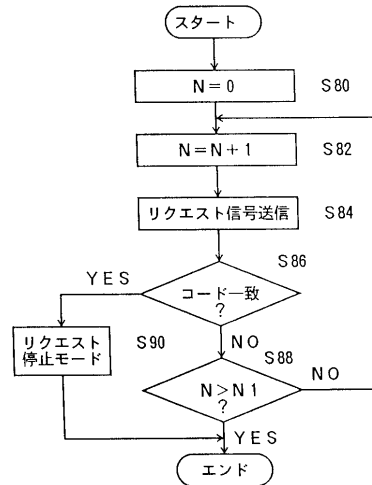 スタート
N=0 S80
N=N+1 S82
リクエスト信号送信 S84
S86
YES
コード一致
?
リクエスト
停止モード
S90
NO
S88
N>N1
?
NO
YES
エンド